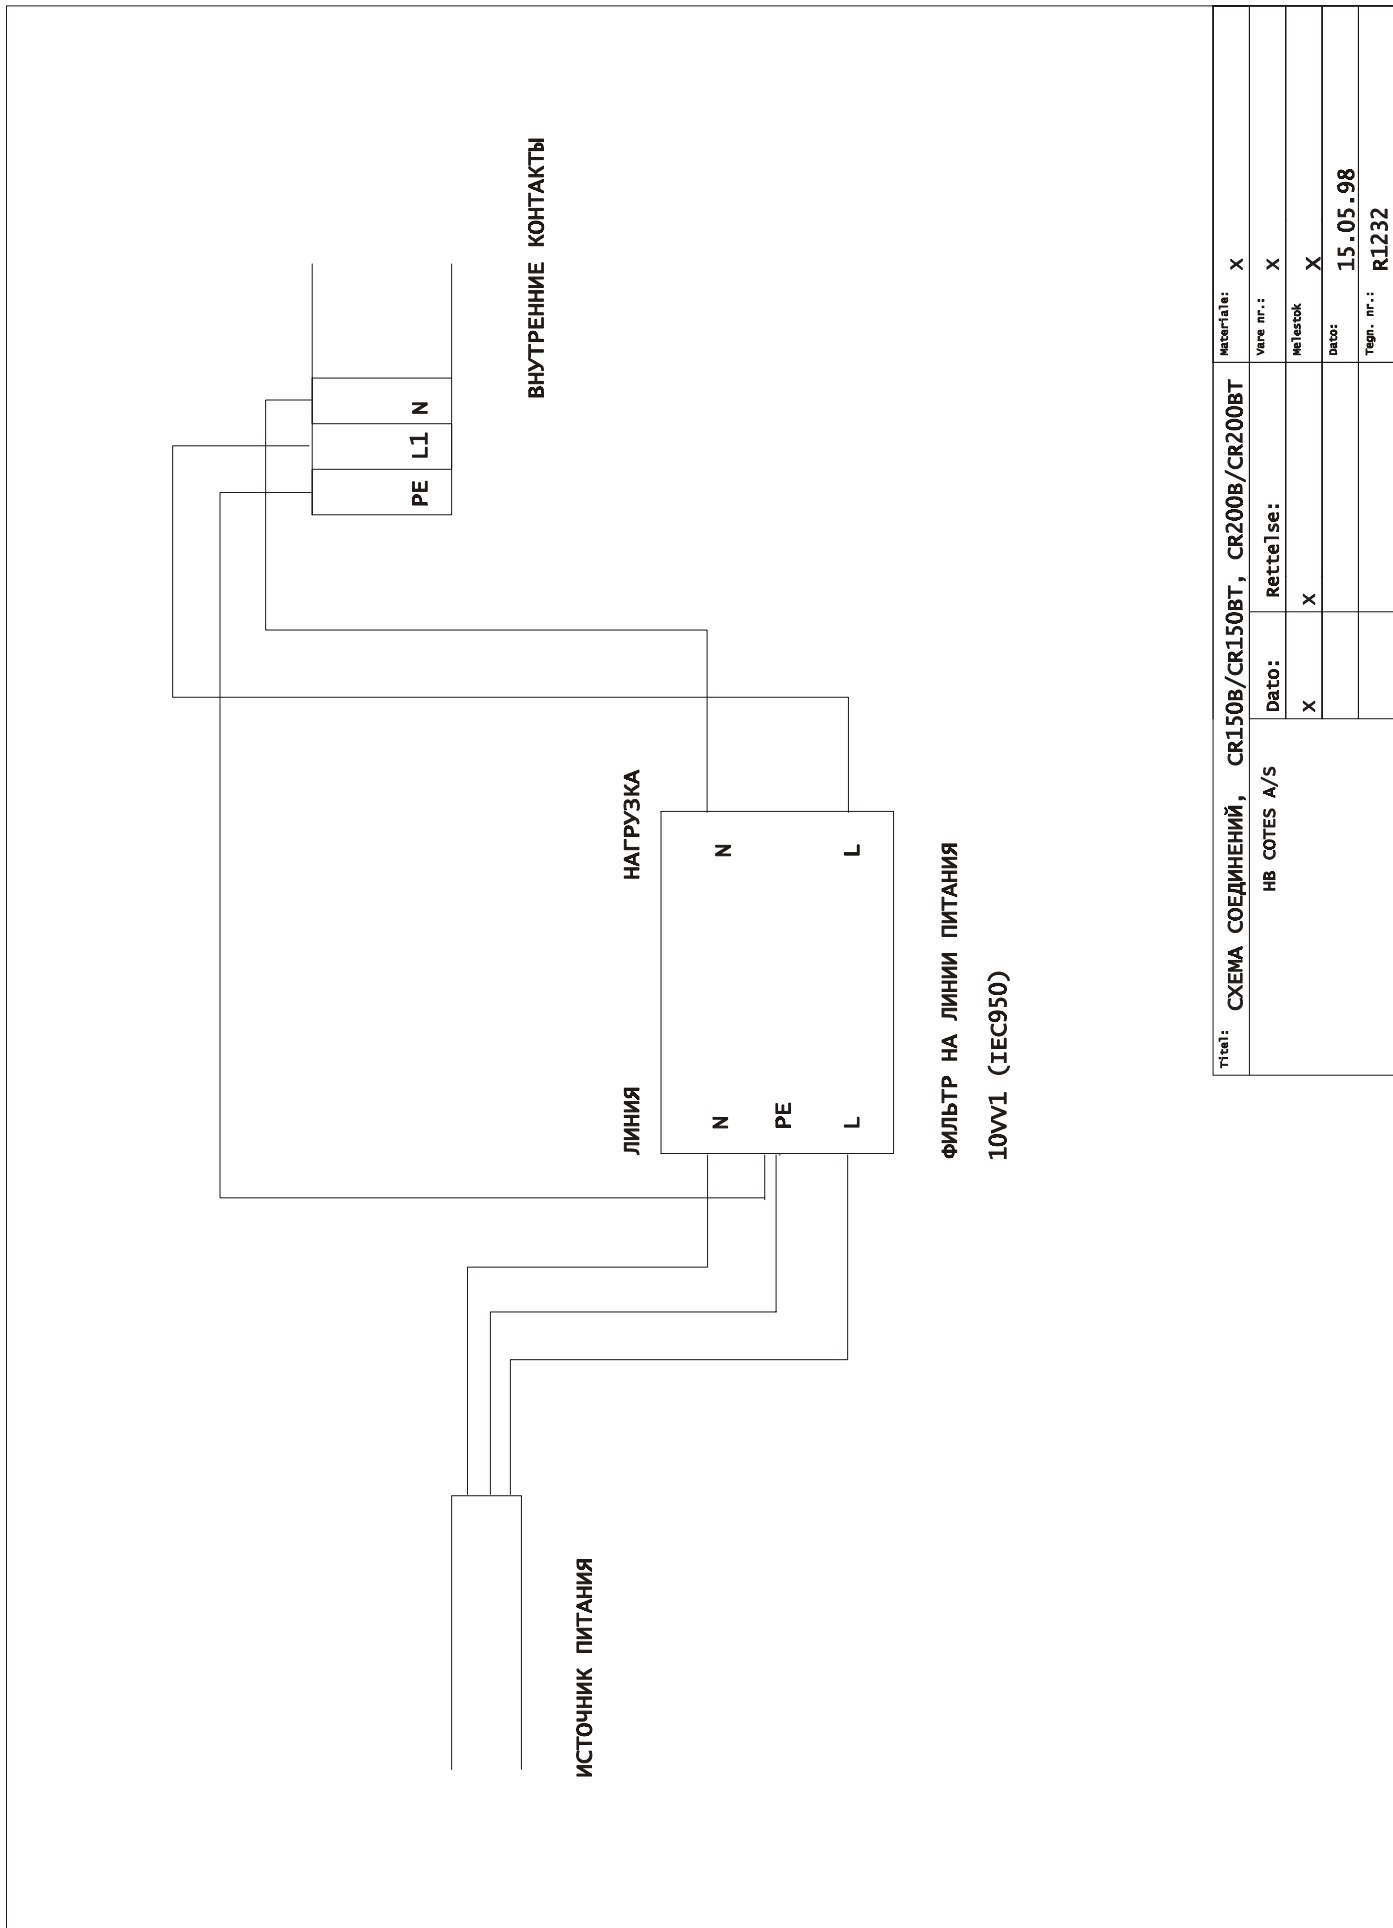 ВНУТРЕННИЕ КОНТАКТЫ
PE L1 N
ЛИНИЯ
НАГРУЗКА
N
N
PE
L
L
ИСТОЧНИК ПИТАНИЯ
ФИЛЬТР НА ЛИНИИ ПИТАНИЯ
10VV1 (IEC950)
Titel: СХЕМА СОЕДИНЕНИЙ, CR150B/CR150BT, CR200B/CR200BT
Materiale: X
HB COTES A/S
Dato: Rettelse:
Vare nr.: X
X X
Melestok X
Dato: 15.05.98
Tegn. nr.: R1232